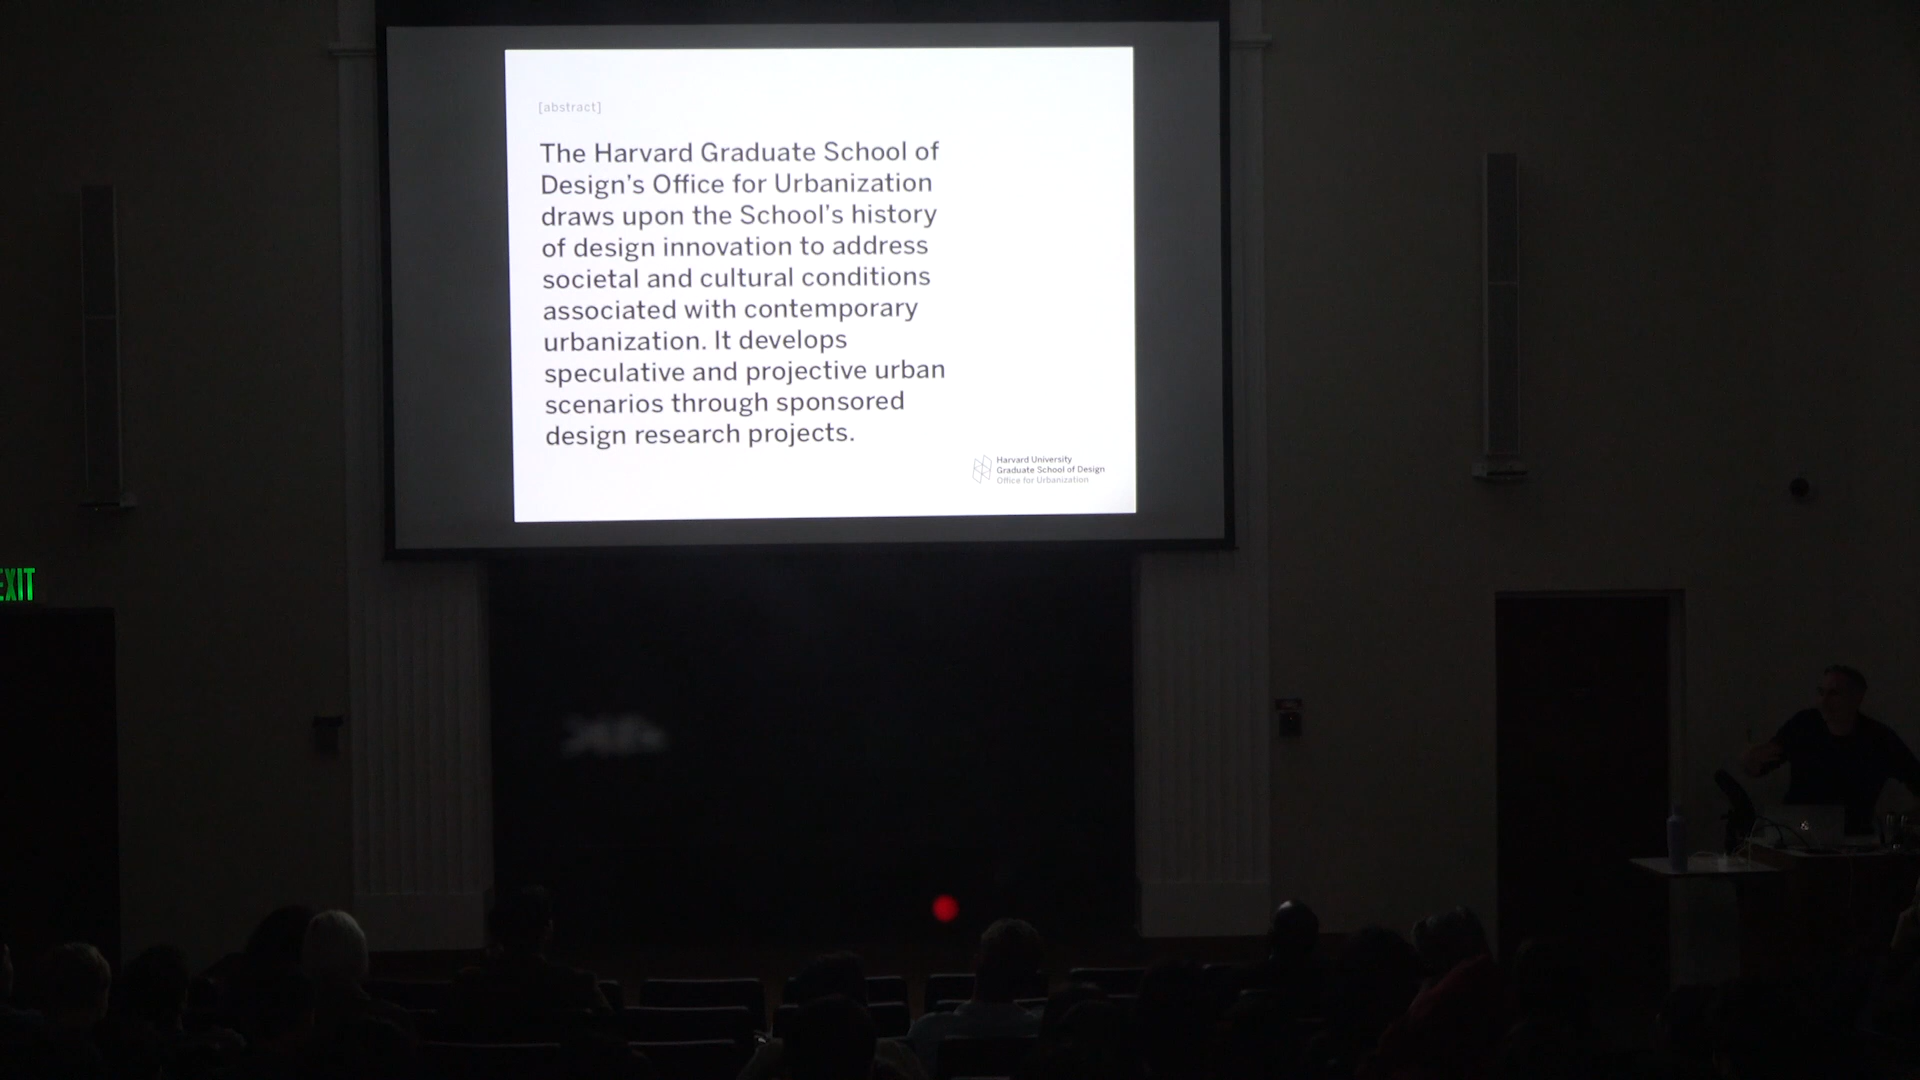 [abstract]
The Harvard Graduate School of
Design's Office for Urbanization
draws upon the School's history
of design innovation to address
societal and cultural conditions
associated with contemporary
urbanization. It develops
speculative and projective urban
scenarios through sponsored
design research projects.
Harvard University
Graduate School of Design
Office for Urbanization
EXIT